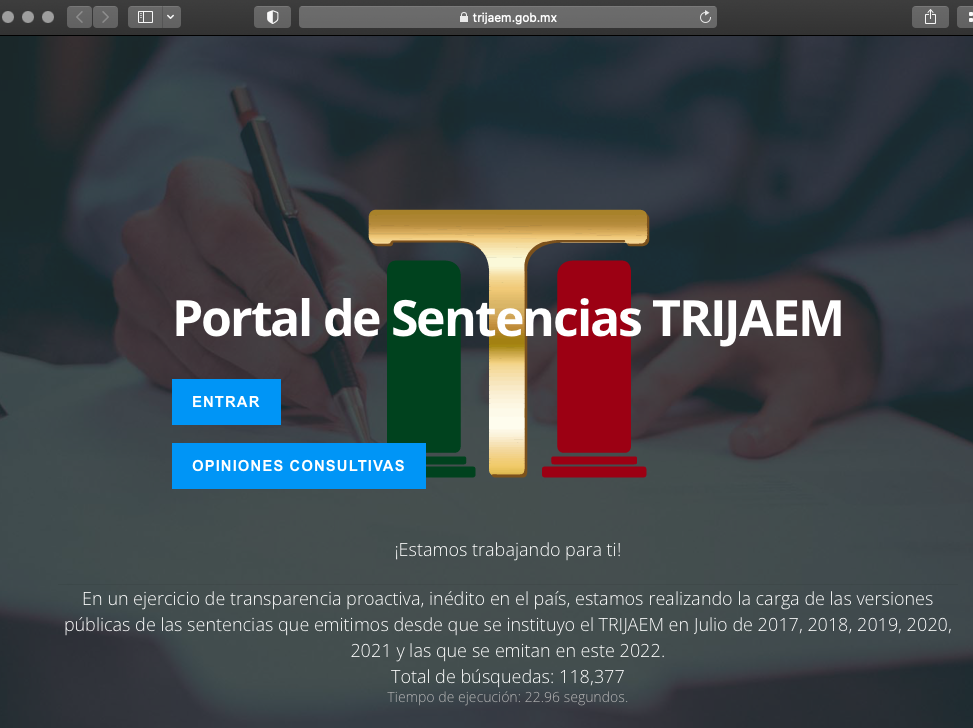 trijaem.gob.mx
Portal de Sentencias TRIJAEM
ENTRAR
OPINIONES CONSULTIVAS
¡Estamos trabajando para ti!
En un ejercicio de transparencia proactiva, inédito en el país, estamos realizando la carga de las versiones
públicas de las sentencias que emitimos desde que se instituyo el TRIJAEM en Julio de 2017, 2018, 2019, 2020,
2021 y las que se emitan en este 2022.
Total de búsquedas: 118,377
Tiempo de ejecución: 22.96 segundos.